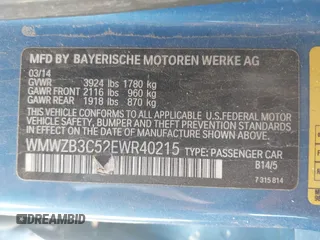 MFD BY BAYERISCHE MOTOREN WERKE AG
03/14
GVWR 3924 lbs 1780 kg
GAWR FRONT 2116 lbs 960 kg
GAWR REAR 1918 lbs 870 kg
THIS VEHICLE CONFORMS TO ALL APPLICABLE U.S.FEDERAL MOTOR
VEHICLE SAFETY, BUMPER AND THEFT PREVENTION STANDARDS
IN EFFECT ON THE DATE OF MANUFACTURE SHOWN ABOVE.
WMWZB3C52EWR40215 TYPE: PASSENGER CAR
B14/5
7 315 814